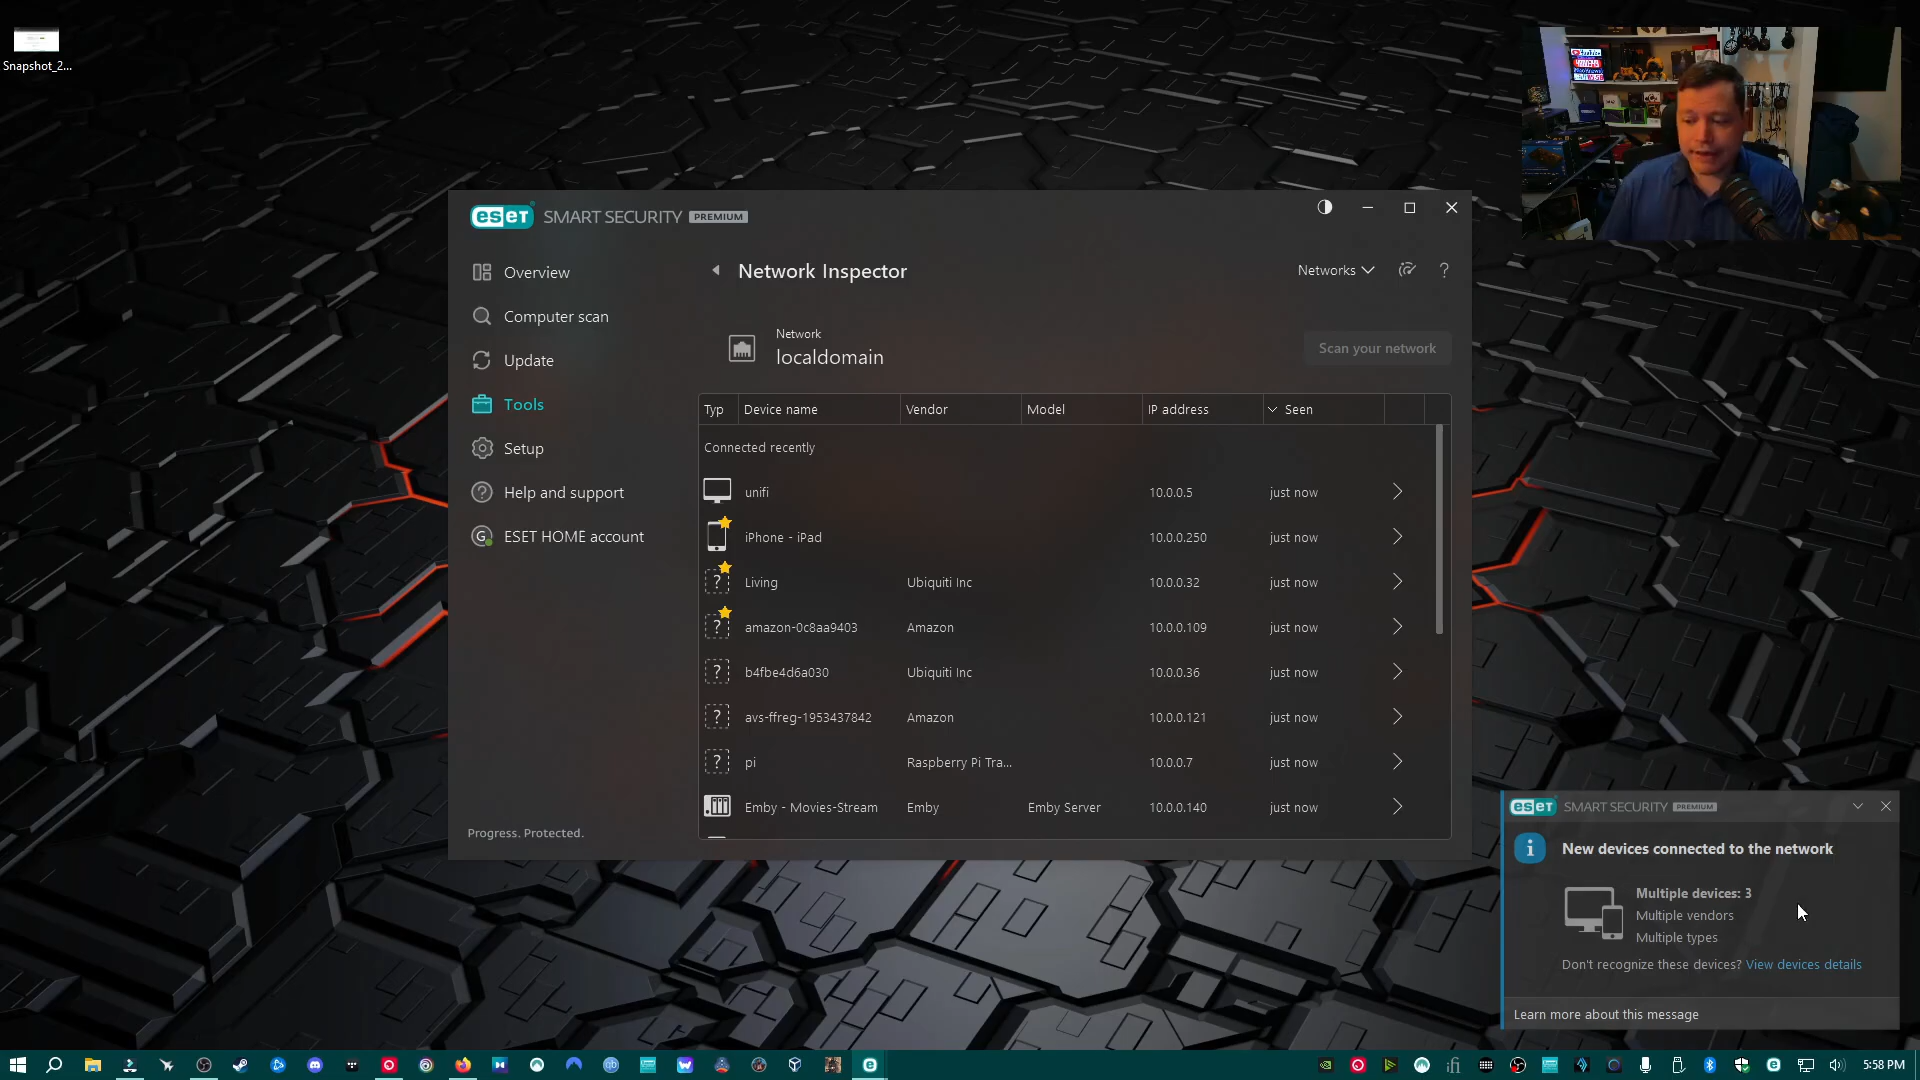 Snapshot_2...
eseT SMART SECURITY PREMIUM
Overview
Computer scan
Update
Tools
Setup
Help and support
ESET HOME account
Progress. Protected.
Network Inspector
Networks
?
Network
localdomain
Scan your network
Typ Device name Vendor Model IP address Seen
Connected recently
unifi 10.0.0.5 just now
iPhone - iPad 10.0.0.250 just now
? Living Ubiquiti Inc 10.0.0.32 just now
? amazon-0c8aa9403 Amazon 10.0.0.109 just now
? b4fbe4d6a030 Ubiquiti Inc 10.0.0.36 just now
? avs-ffreg-1953437842 Amazon 10.0.0.121 just now
? pi Raspberry Pi Tra... 10.0.0.7 just now
Emby - Movies-Stream Emby Emby Server 10.0.0.140 just now
eseT SMART SECURITY PREMIUM
New devices connected to the network
Multiple devices: 3
Multiple vendors
Multiple types
Don't recognize these devices? View devices details
Learn more about this message
5:58 PM